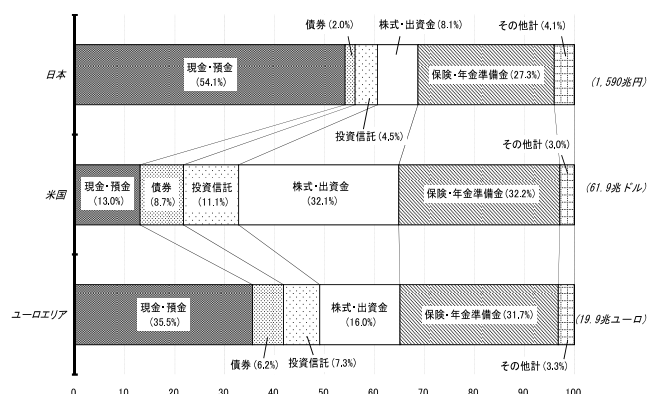 債券 (2.0%)
株式・出資金 (8.1%)
その他計 (4.1%)
日本
現金・預金
(54.1%)
保険・年金準備金 (27.3%)
(1,590兆円)
投資信託 (4.5%)
その他計 (3.0%)
米国
現金・預金
(13.0%)
債券
(8.7%)
投資信託
(11.1%)
株式・出資金
(32.1%)
保険・年金準備金 (32.2%)
(61.9兆ドル)
ユーロエリア
現金・預金
(35.5%)
株式・出資金
(16.0%)
保険・年金準備金 (31.7%)
(19.9兆ユーロ)
債券 (6.2%)
投資信託 (7.3%)
その他計 (3.3%)
0 10 20 30 40 50 60 70 80 90 100